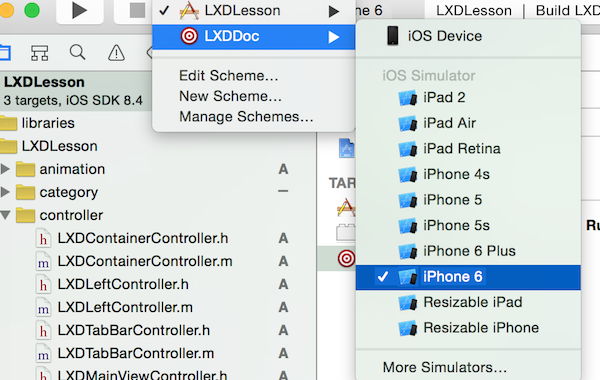 LXDLesson
e 6
LXDLesson | Build LXD
LXDDoc
Edit Scheme...
New Scheme...
Manage Schemes...
iOS Device
iOS Simulator
iPad 2
iPad Air
iPad Retina
iPhone 4s
iPhone 5
iPhone 5s
iPhone 6 Plus
iPhone 6
Resizable iPad
Resizable iPhone
More Simulators...
LXDLesson
3 targets, iOS SDK 8.4
libraries
LXDLesson
animation A
category –
controller
h LXDContainerController.h A
m LXDContainerController.m A
h LXDLeftController.h A
m LXDLeftController.m A
h LXDTabBarController.h A
m LXDTabBarController.m A
h LXDMainViewController.h A
TAR
Ru